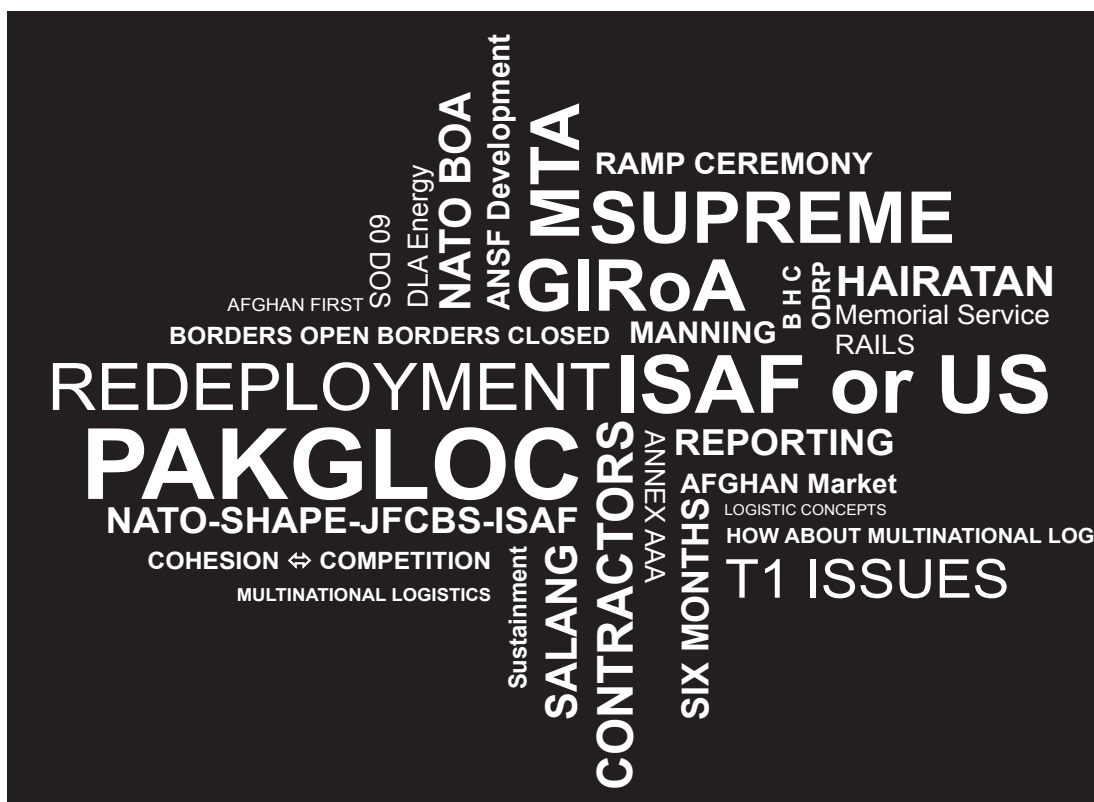 RAMP CEREMONY
SUPREME
MTA
ANSF Development
NATO BOA
DLA Energy
SOD 09
AFGHAN FIRST
GIRoA
B H C
ODRP
HAIRATAN
Memorial Service
RAILS
BORDERS OPEN BORDERS CLOSED
MANNING
REDEPLOYMENT
ISAF or US
PAKGLOC
CONTRACTORS
ANNEX AAA
REPORTING
AFGHAN Market
LOGISTIC CONCEPTS
NATO-SHAPE-JFCBS-ISAF
HOW ABOUT MULTINATIONAL LOG
COHESION ⇔ COMPETITION
T1 ISSUES
MULTINATIONAL LOGISTICS
Sustainment
SALANG
SIX MONTHS